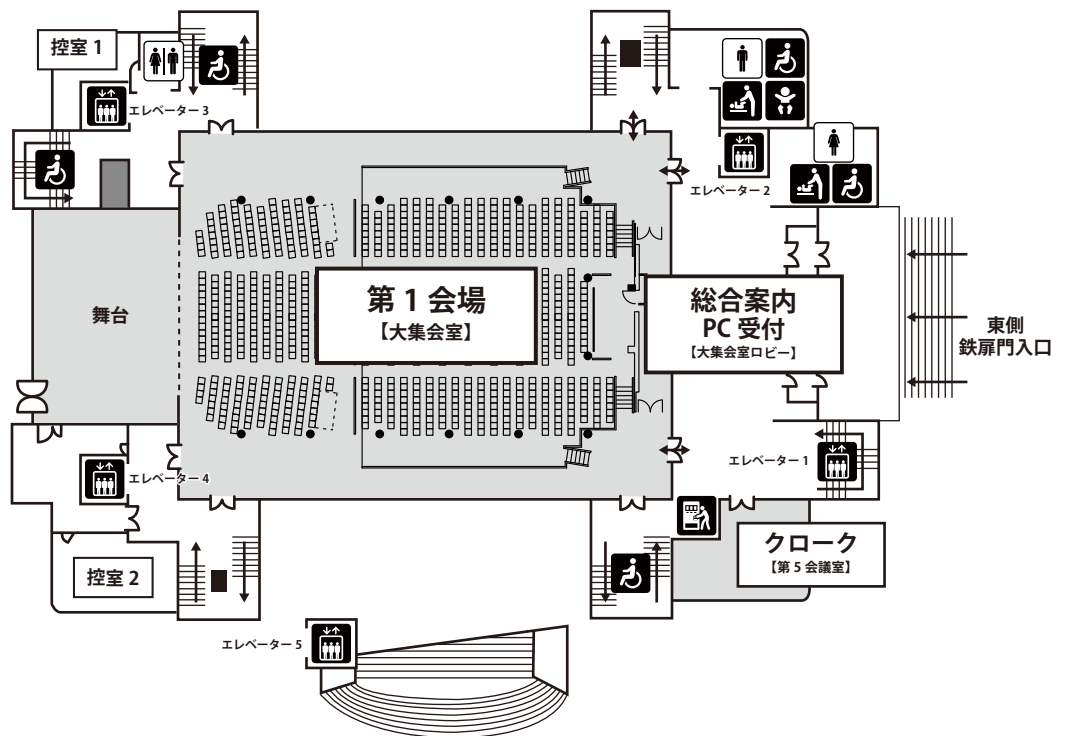 控室 1
エレベーター 3
エレベーター 2
舞台
第 1 会場
【大集会室】
総合案内
PC 受付
【大集会室ロビー】
東側
鉄扉門入口
エレベーター 4
エレベーター 1
控室 2
クローク
【第 5 会議室】
エレベーター 5